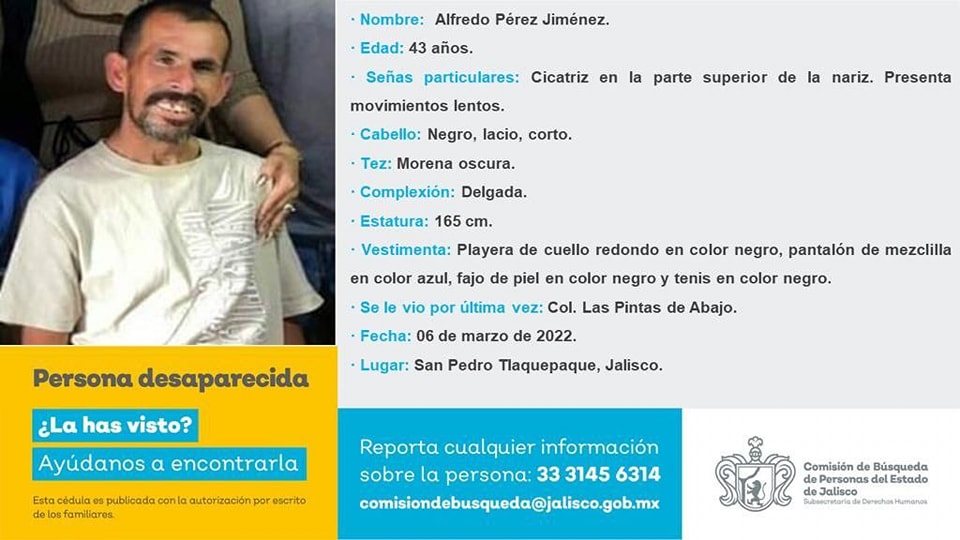 · Nombre: Alfredo Pérez Jiménez.
· Edad: 43 años.
· Señas particulares: Cicatriz en la parte superior de la nariz. Presenta
movimientos lentos.
· Cabello: Negro, lacio, corto.
· Tez: Morena oscura.
· Complexión: Delgada.
· Estatura: 165 cm.
· Vestimenta: Playera de cuello redondo en color negro, pantalón de mezclilla
en color azul, fajo de piel en color negro y tenis en color negro.
· Se le vio por última vez: Col. Las Pintas de Abajo.
· Fecha: 06 de marzo de 2022.
· Lugar: San Pedro Tlaquepaque, Jalisco.
Persona desaparecida
¿La has visto?
Ayúdanos a encontrarla
Esta cédula es publicada con la autorización por escrito
de los familiares.
Reporta cualquier información
sobre la persona: 33 3145 6314
comisiondebusqueda@jalisco.gob.mx
Comisión de Búsqueda
de Personas del Estado
de Jalisco
Subsecretaría de Derechos Humanos